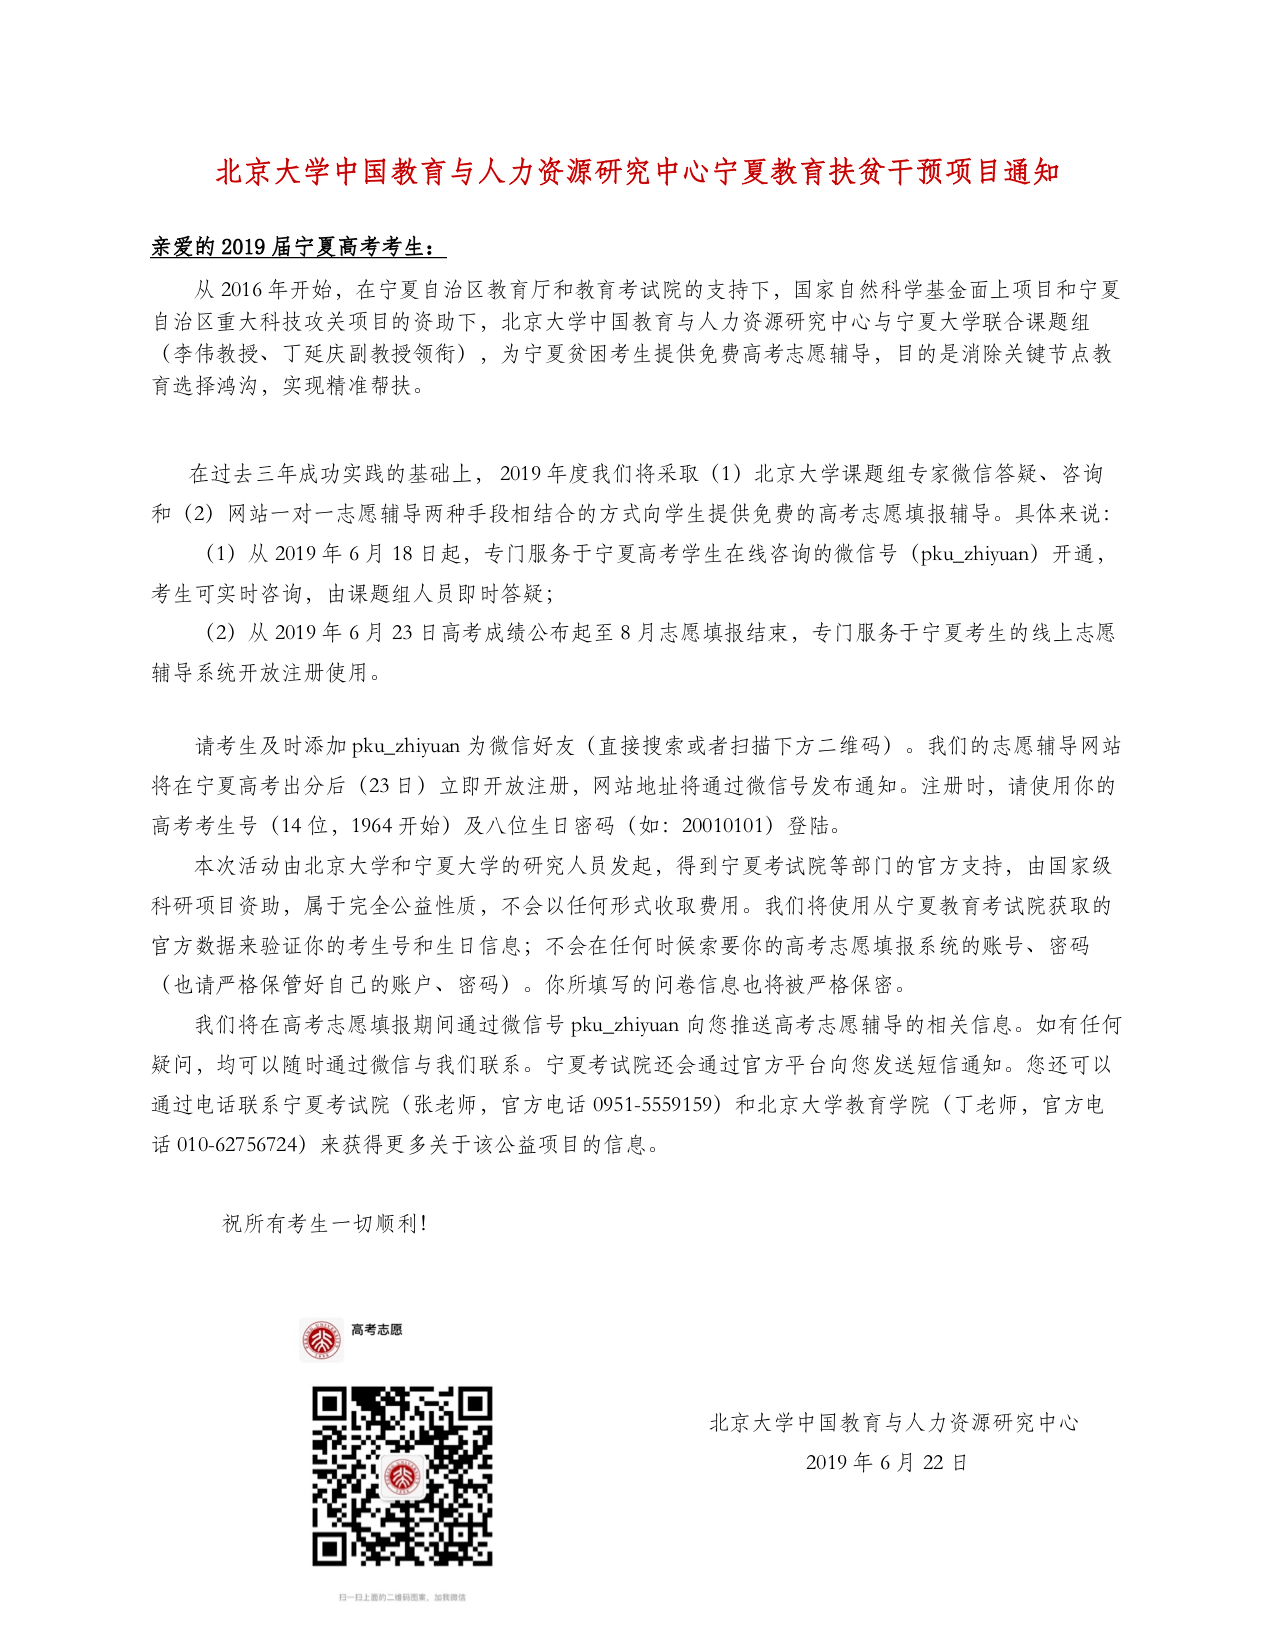 北京大学中国教育与人力资源研究中心宁夏教育扶贫干预项目通知
亲爱的 2019 届宁夏高考考生：
从 2016 年开始，在宁夏自治区教育厅和教育考试院的支持下，国家自然科学基金面上项目和宁夏
自治区重大科技攻关项目的资助下，北京大学中国教育与人力资源研究中心与宁夏大学联合课题组
（李伟教授、丁延庆副教授领衔），为宁夏贫困考生提供免费高考志愿辅导，目的是消除关键节点教
育选择鸿沟，实现精准帮扶。
在过去三年成功实践的基础上， 2019 年度我们将采取（1）北京大学课题组专家微信答疑、咨询
和（2）网站一对一志愿辅导两种手段相结合的方式向学生提供免费的高考志愿填报辅导。具体来说：
（1）从 2019 年 6 月 18 日起，专门服务于宁夏高考学生在线咨询的微信号（pku_zhiyuan）开通，
考生可实时咨询，由课题组人员即时答疑；
（2）从 2019 年 6 月 23 日高考成绩公布起至 8 月志愿填报结束，专门服务于宁夏考生的线上志愿
辅导系统开放注册使用。
请考生及时添加 pku_zhiyuan 为微信好友（直接搜索或者扫描下方二维码）。我们的志愿辅导网站
将在宁夏高考出分后（23 日）立即开放注册，网站地址将通过微信号发布通知。注册时，请使用你的
高考考生号（14 位，1964 开始）及八位生日密码（如：20010101）登陆。
本次活动由北京大学和宁夏大学的研究人员发起，得到宁夏考试院等部门的官方支持，由国家级
科研项目资助，属于完全公益性质，不会以任何形式收取费用。我们将使用从宁夏教育考试院获取的
官方数据来验证你的考生号和生日信息；不会在任何时候索要你的高考志愿填报系统的账号、密码
（也请严格保管好自己的账户、密码）。你所填写的问卷信息也将被严格保密。
我们将在高考志愿填报期间通过微信号 pku_zhiyuan 向您推送高考志愿辅导的相关信息。如有任何
疑问，均可以随时通过微信与我们联系。宁夏考试院还会通过官方平台向您发送短信通知。您还可以
通过电话联系宁夏考试院（张老师，官方电话 0951-5559159）和北京大学教育学院（丁老师，官方电
话 010-62756724）来获得更多关于该公益项目的信息。
祝所有考生一切顺利！
高考志愿
北京大学中国教育与人力资源研究中心
2019 年 6 月 22 日
扫一扫上面的二维码图案，加我微信